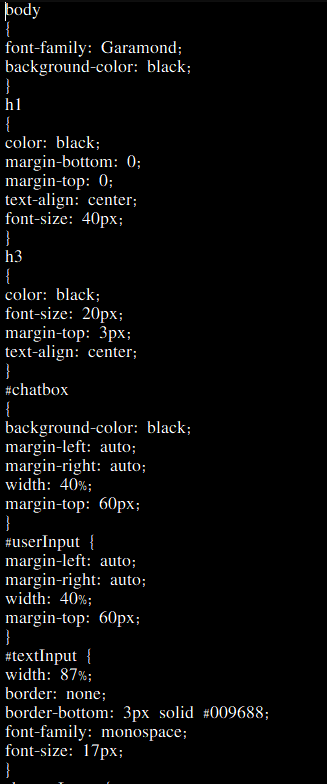 body
{
font-family: Garamond;
background-color: black;
}
h1
{
color: black;
margin-bottom: 0;
margin-top: 0;
text-align: center;
font-size: 40px;
}
h3
{
color: black;
font-size: 20px;
margin-top: 3px;
text-align: center;
}
#chatbox
{
background-color: black;
margin-left: auto;
margin-right: auto;
width: 40%;
margin-top: 60px;
}
#userInput {
margin-left: auto;
margin-right: auto;
width: 40%;
margin-top: 60px;
}
#textInput {
width: 87%;
border: none;
border-bottom: 3px solid #009688;
font-family: monospace;
font-size: 17px;
}